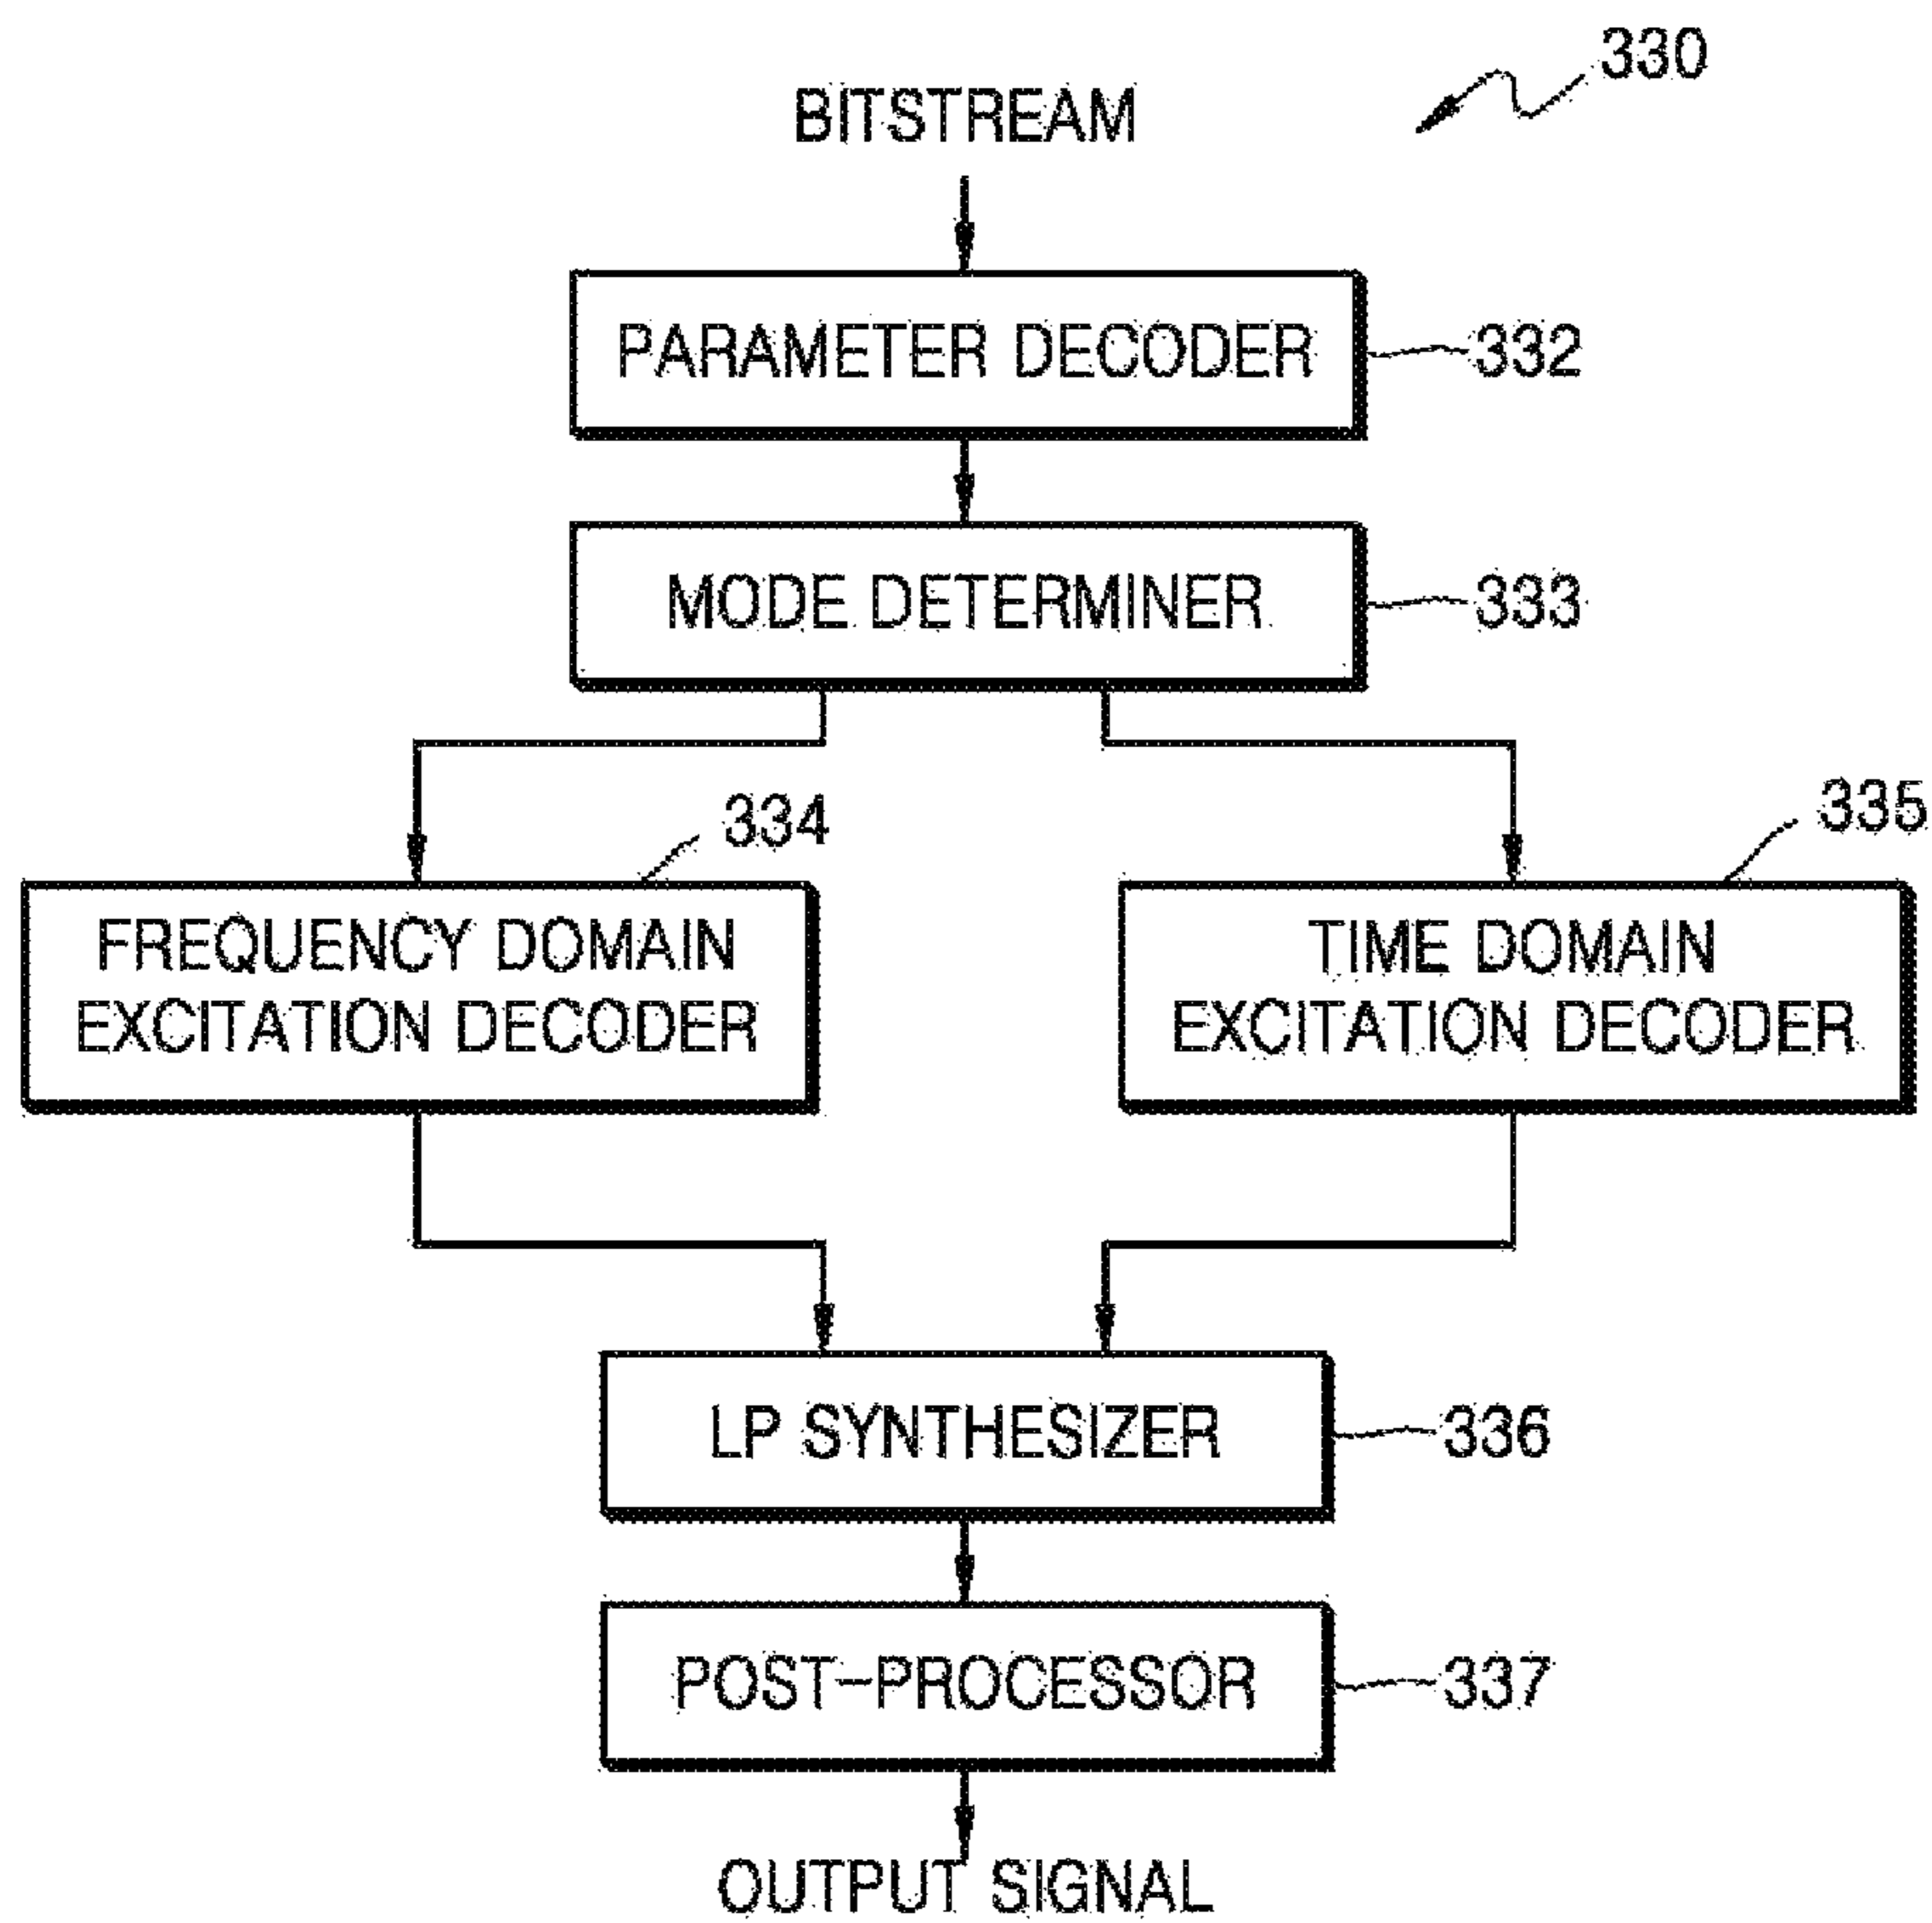 330
BITSTREAM
PARAMETER DECODER
332
MODE DETERMINER
333
334
335
FREQUENCY DOMAIN
EXCITATION DECODER
TIME DOMAIN
EXCITATION DECODER
LP SYNTHESIZER
336
POST-PROCESSOR
337
OUTPUT SIGNAL